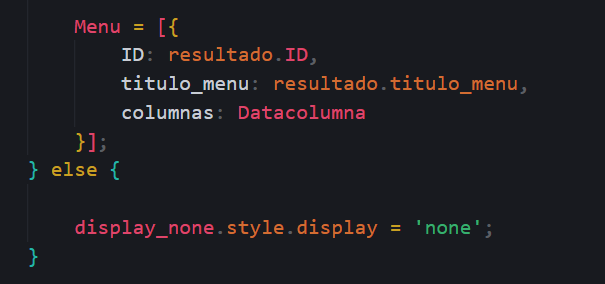 Menu = [{
ID: resultado.ID,
titulo_menu: resultado.titulo_menu,
columnas: Datacolumna
}];
} else {
display_none.style.display = 'none';
}